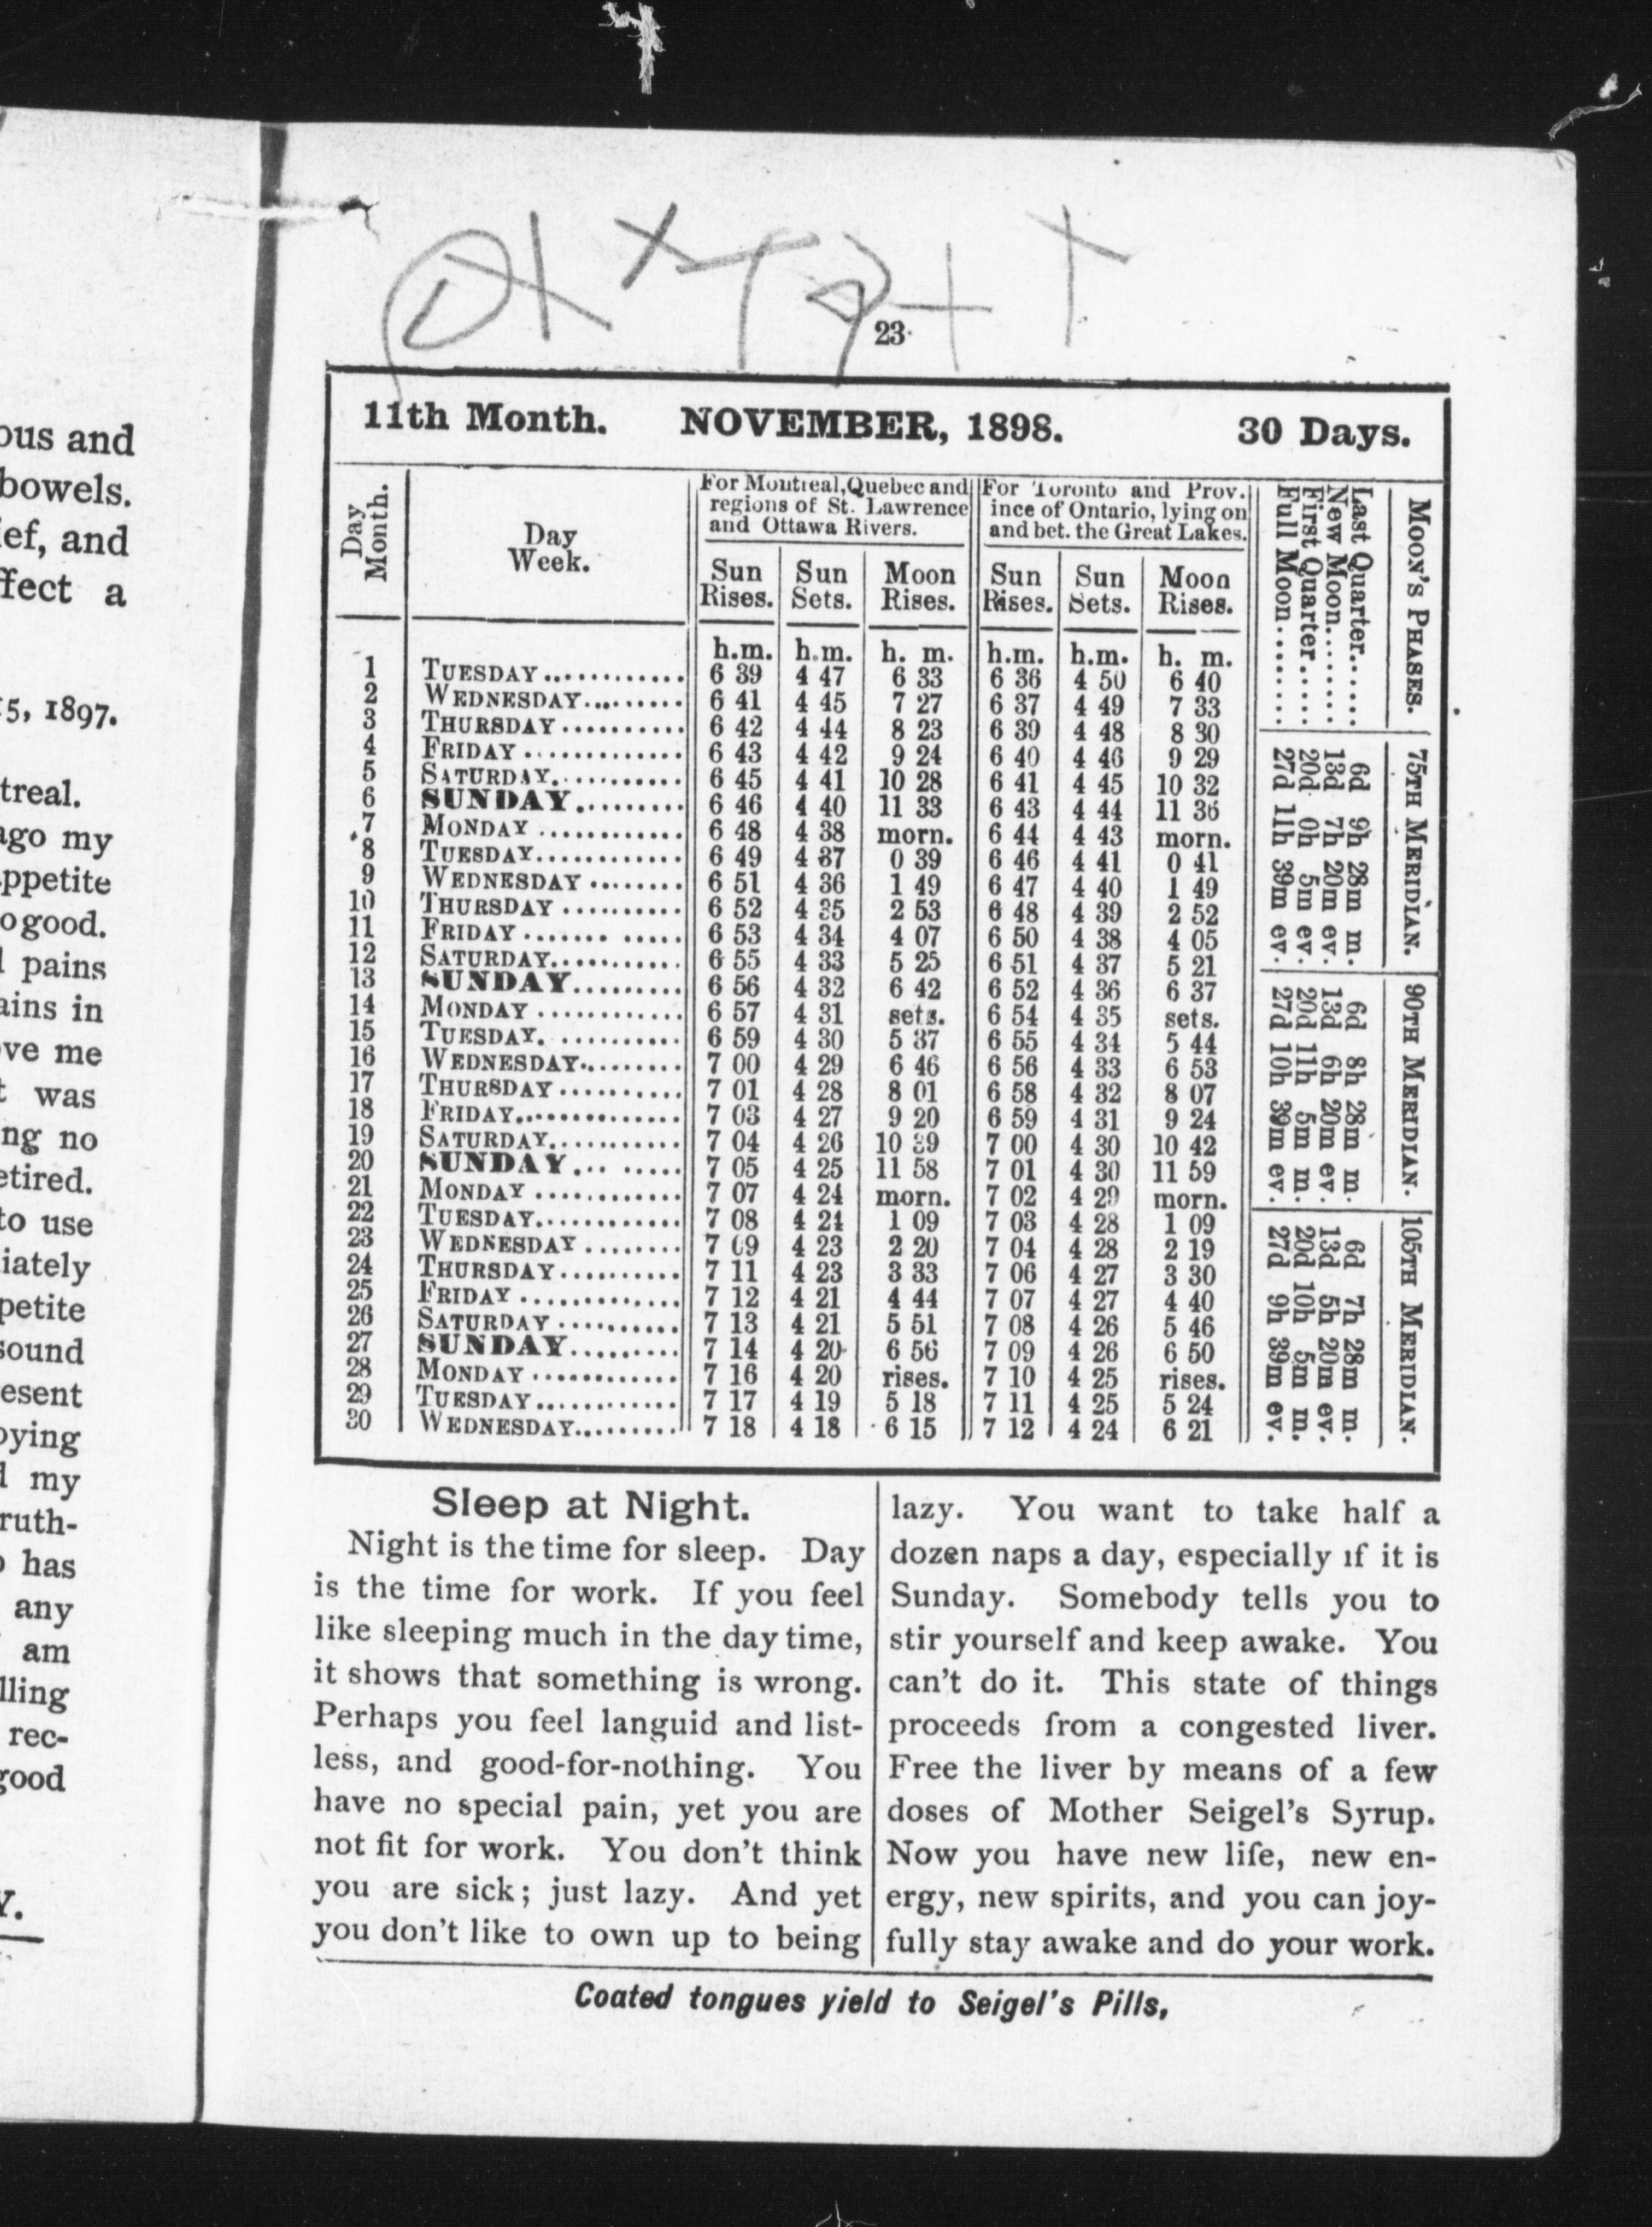 ous and
bowels.
ief, and
ffect a
15, 1897.
treal.
ago my
appetite
o good.
pains
ains in
ove me
was
ng no
etired.
to use
iately
petite
sound
esent
oying
my
ruth-
has
any
am
lling
rec-
good
Y.
23
11th Month. NOVEMBER, 1898. 30 Days.
Day Month.
Day Week.
For Montreal, Quebec and
regions of St. Lawrence
and Ottawa Rivers.
For Toronto and Prov.
ince of Ontario, lying on
and bet. the Great Lakes.
Sun Rises. Sun Sets. Moon Rises. Sun Rises. Sun Sets. Moon Rises.
h.m. h.m. h. m. h.m. h.m. h. m.
1 TUESDAY 6 39 4 47 6 33 6 36 4 50 6 40
2 WEDNESDAY 6 41 4 45 7 27 6 37 4 49 7 33
3 THURSDAY 6 42 4 44 8 23 6 39 4 48 8 30
4 FRIDAY 6 43 4 42 9 24 6 40 4 46 9 29
5 SATURDAY 6 45 4 41 10 28 6 41 4 45 10 32
6 SUNDAY 6 46 4 40 11 33 6 43 4 44 11 36
7 MONDAY 6 48 4 38 morn. 6 44 4 43 morn.
8 TUESDAY 6 49 4 37 0 39 6 46 4 41 0 41
9 WEDNESDAY 6 51 4 36 1 49 6 47 4 40 1 49
10 THURSDAY 6 52 4 35 2 53 6 48 4 39 2 52
11 FRIDAY 6 53 4 34 4 07 6 50 4 38 4 05
12 SATURDAY 6 55 4 33 5 25 6 51 4 37 5 21
13 SUNDAY 6 56 4 32 6 42 6 52 4 36 6 37
14 MONDAY 6 57 4 31 sets. 6 54 4 35 sets.
15 TUESDAY 6 59 4 30 5 37 6 55 4 34 5 44
16 WEDNESDAY 7 00 4 29 6 46 6 56 4 33 6 53
17 THURSDAY 7 01 4 28 8 01 6 58 4 32 8 07
18 FRIDAY 7 03 4 27 9 20 6 59 4 31 9 24
19 SATURDAY 7 04 4 26 10 39 7 00 4 30 10 42
20 SUNDAY 7 05 4 25 11 58 7 01 4 30 11 59
21 MONDAY 7 07 4 24 morn. 7 02 4 29 morn.
22 TUESDAY 7 08 4 24 1 09 7 03 4 28 1 09
23 WEDNESDAY 7 09 4 23 2 20 7 04 4 28 2 19
24 THURSDAY 7 11 4 23 3 33 7 06 4 27 3 30
25 FRIDAY 7 12 4 21 4 44 7 07 4 27 4 40
26 SATURDAY 7 13 4 21 5 51 7 08 4 26 5 46
27 SUNDAY 7 14 4 20 6 56 7 09 4 26 6 50
28 MONDAY 7 16 4 20 rises. 7 10 4 25 rises.
29 TUESDAY 7 17 4 19 5 18 7 11 4 25 5 24
30 WEDNESDAY 7 18 4 18 6 15 7 12 4 24 6 21
MOON'S PHASES. 75TH MERIDIAN. 90TH MERIDIAN. 105TH MERIDIAN.
Last Quarter...... 6d 9h 28m m. 6d 8h 28m m. 6d 7h 28m m.
New Moon........ 13d 7h 20m ev. 13d 6h 20m ev. 13d 5h 20m ev.
First Quarter..... 20d 0h 5m ev. 20d 11h 5m m. 20d 10h 5m m.
Full Moon........ 27d 11h 39m ev. 27d 10h 39m ev. 27d 9h 39m ev.
Sleep at Night.
Night is the time for sleep. Day
is the time for work. If you feel
like sleeping much in the day time,
it shows that something is wrong.
Perhaps you feel languid and list-
less, and good-for-nothing. You
have no special pain, yet you are
not fit for work. You don't think
you are sick; just lazy. And yet
you don't like to own up to being
lazy. You want to take half a
dozen naps a day, especially if it is
Sunday. Somebody tells you to
stir yourself and keep awake. You
can't do it. This state of things
proceeds from a congested liver.
Free the liver by means of a few
doses of Mother Seigel's Syrup.
Now you have new life, new en-
ergy, new spirits, and you can joy-
fully stay awake and do your work.
Coated tongues yield to Seigel's Pills,